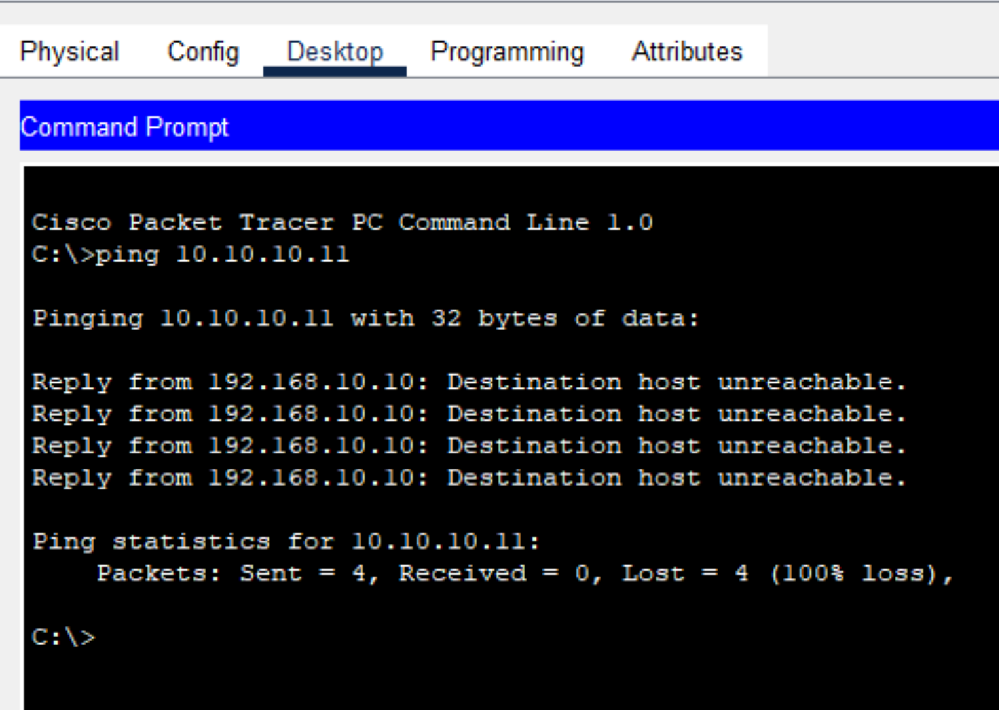 Physical Config Desktop Programming Attributes
Command Prompt
Cisco Packet Tracer PC Command Line 1.0
C:\>ping 10.10.10.11
Pinging 10.10.10.11 with 32 bytes of data:
Reply from 192.168.10.10: Destination host unreachable.
Reply from 192.168.10.10: Destination host unreachable.
Reply from 192.168.10.10: Destination host unreachable.
Reply from 192.168.10.10: Destination host unreachable.
Ping statistics for 10.10.10.11:
    Packets: Sent = 4, Received = 0, Lost = 4 (100% loss),
C:\>